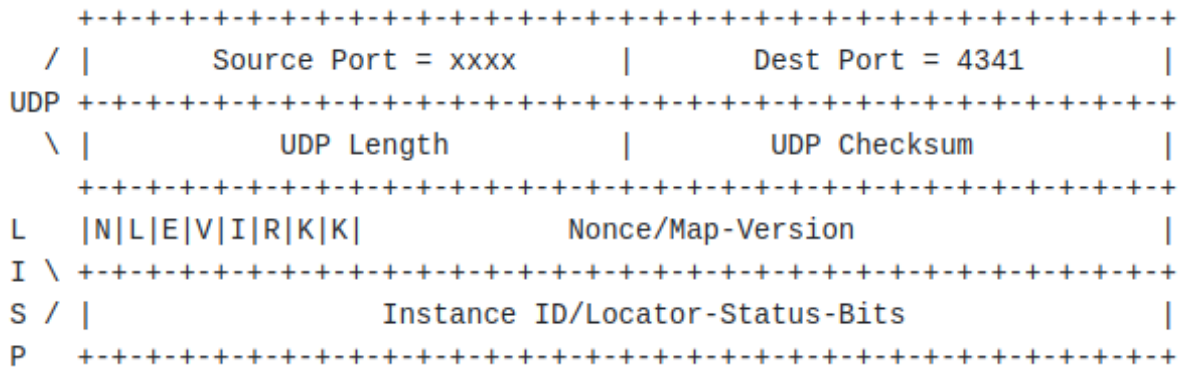 +-+-+-+-+-+-+-+-+-+-+-+-+-+-+-+-+-+-+-+-+-+-+-+-+-+-+-+-+-+-+-+-+
  / |       Source Port = xxxx      |       Dest Port = 4341        |
UDP +-+-+-+-+-+-+-+-+-+-+-+-+-+-+-+-+-+-+-+-+-+-+-+-+-+-+-+-+-+-+-+-+
  \ |           UDP Length          |        UDP Checksum           |
    +-+-+-+-+-+-+-+-+-+-+-+-+-+-+-+-+-+-+-+-+-+-+-+-+-+-+-+-+-+-+-+-+
L   |N|L|E|V|I|R|K|K|            Nonce/Map-Version                  |
I \ +-+-+-+-+-+-+-+-+-+-+-+-+-+-+-+-+-+-+-+-+-+-+-+-+-+-+-+-+-+-+-+-+
S / |                 Instance ID/Locator-Status-Bits               |
P   +-+-+-+-+-+-+-+-+-+-+-+-+-+-+-+-+-+-+-+-+-+-+-+-+-+-+-+-+-+-+-+-+